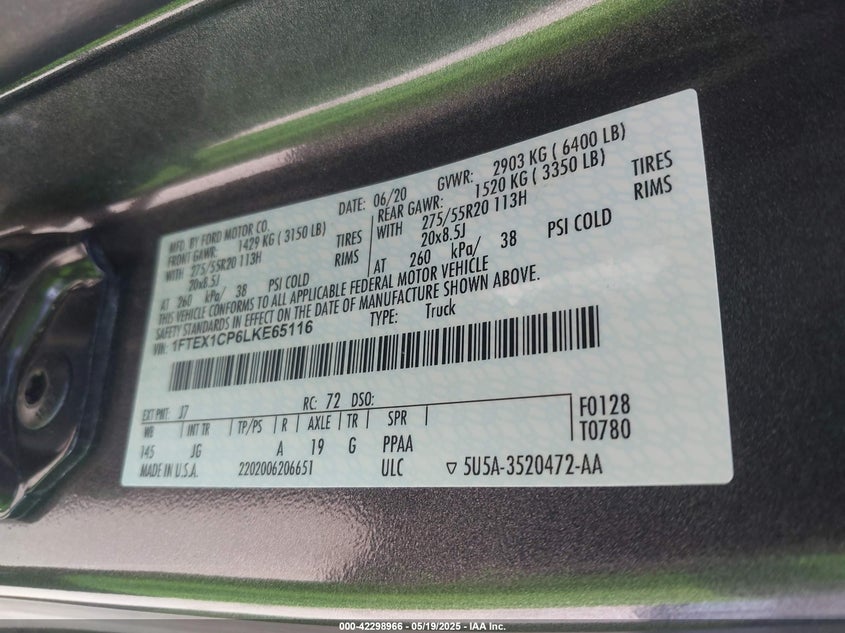 MFD. BY FORD MOTOR CO.
DATE: 06/20 GVWR: 2903 KG ( 6400 LB)
FRONT GAWR: 1429 KG ( 3150 LB)
REAR GAWR: 1520 KG ( 3350 LB)
WITH 275/55R20 113H TIRES
WITH 275/55R20 113H TIRES
20x8.5J RIMS
20x8.5J RIMS
AT 260 kPa/ 38 PSI COLD
AT 260 kPa/ 38 PSI COLD
THIS VEHICLE CONFORMS TO ALL APPLICABLE FEDERAL MOTOR VEHICLE
SAFETY STANDARDS IN EFFECT ON THE DATE OF MANUFACTURE SHOWN ABOVE.
VIN: 1FTEX1CP6LKE65116 TYPE: Truck
EXT PNT: J7 RC: 72 DSO:
WB INT TR TP/PS R AXLE TR SPR
145 JG A 19 G PPAA
F0128
T0780
MADE IN U.S.A. 2202006206651 ULC ▽ 5U5A-3520472-AA
000-42298966 - 05/19/2025 - IAA Inc.